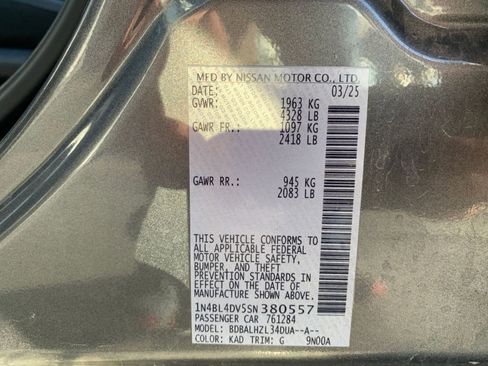 MFD BY NISSAN MOTOR CO., LTD.
DATE: 03/25
GVWR: 1963 KG
4328 LB
GAWR FR.: 1097 KG
2418 LB
GAWR RR.: 945 KG
2083 LB
THIS VEHICLE CONFORMS TO
ALL APPLICABLE FEDERAL
MOTOR VEHICLE SAFETY,
BUMPER, AND THEFT
PREVENTION STANDARDS IN
EFFECT ON THE DATE OF
MANUFACTURE SHOWN ABOVE.
1N4BL4DV5SN380557
PASSENGER CAR 761284
MODEL: BDBALHZL34DUA--A--
COLOR: KAD TRIM: G 9N00A